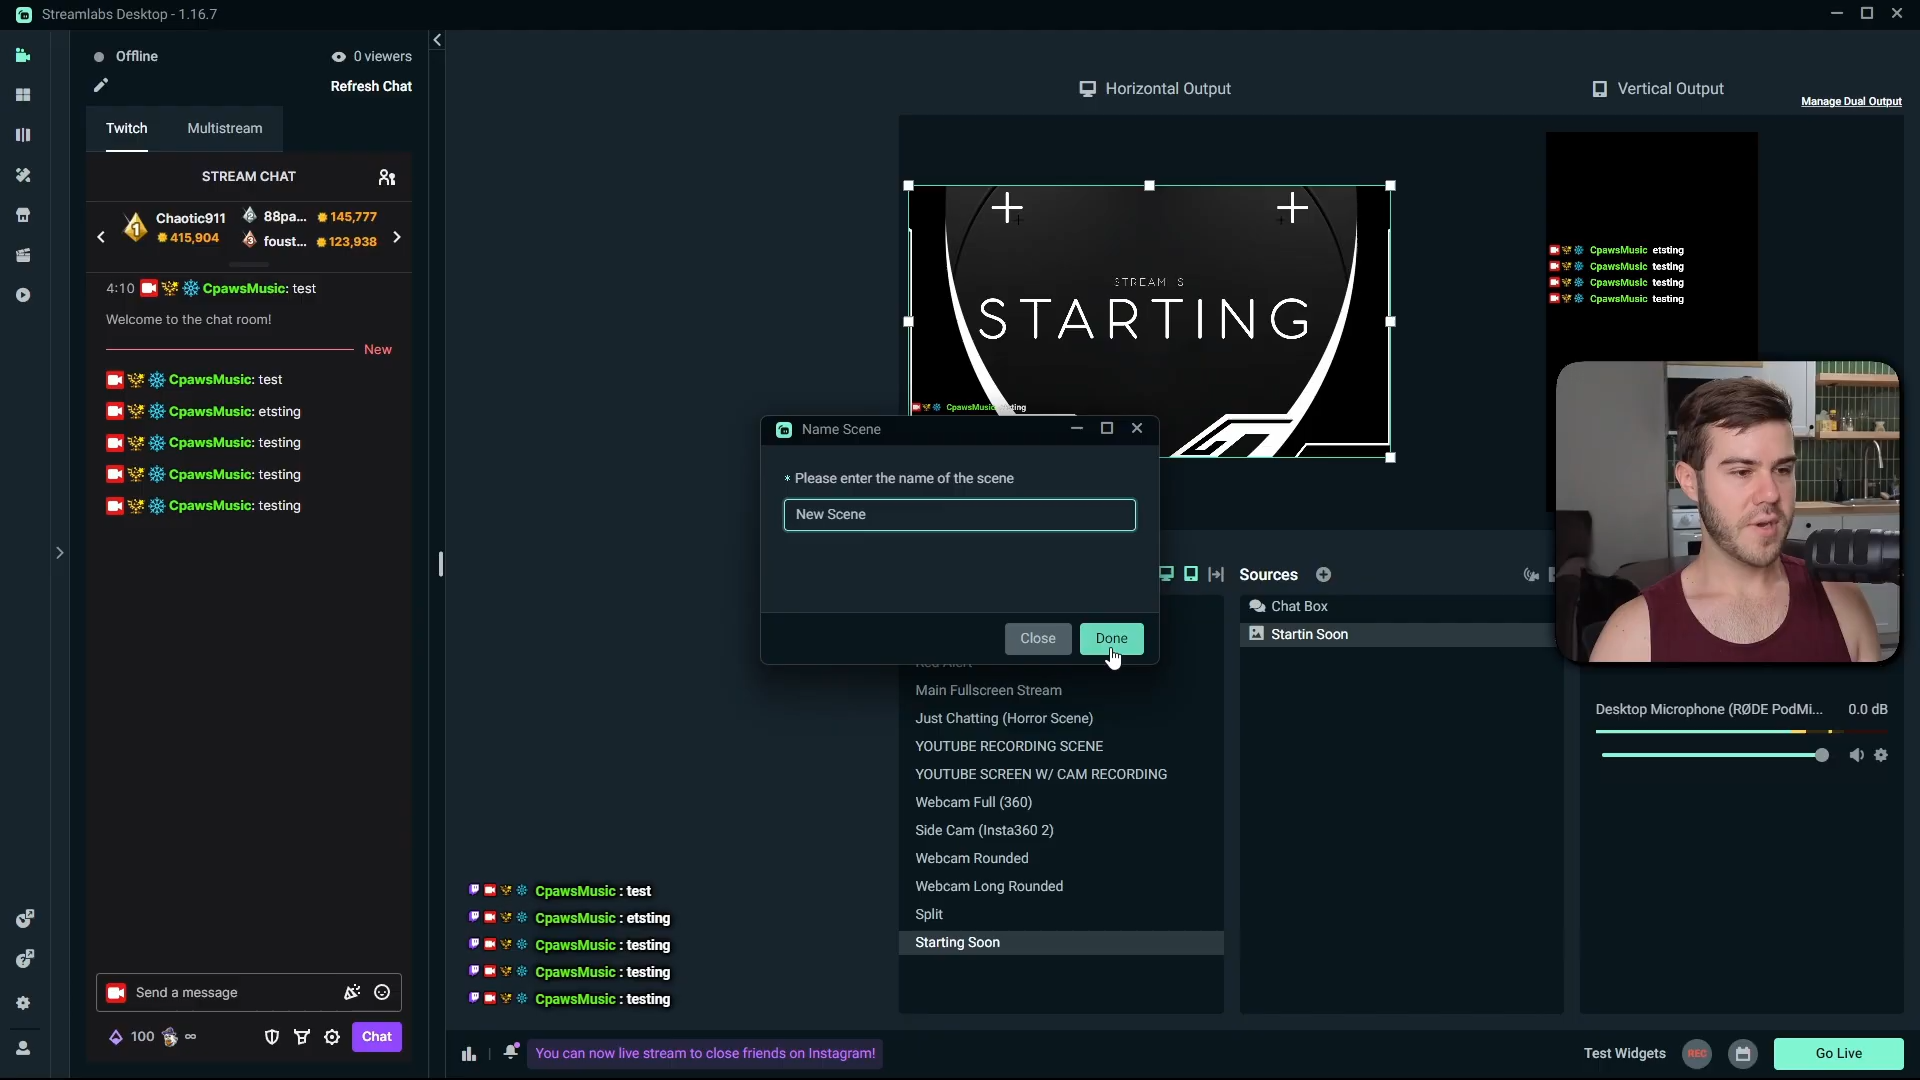 Streamlabs Desktop - 1.16.7
Offline
0 viewers
Refresh Chat
Twitch
Multistream
STREAM CHAT
1
Chaotic911
415,904
2
88pa...
145,777
3
foust...
123,938
4:10 CpawsMusic: test
Welcome to the chat room!
New
CpawsMusic: test
CpawsMusic: etsting
CpawsMusic: testing
CpawsMusic: testing
CpawsMusic: testing
Send a message
100
∞
Chat
Horizontal Output
Vertical Output
Manage Dual Output
STREAM S
STARTING
CpawsMusic
CpawsMusic etsting
CpawsMusic testing
CpawsMusic testing
CpawsMusic testing
Name Scene
* Please enter the name of the scene
New Scene
Close
Done
Main Fullscreen Stream
Just Chatting (Horror Scene)
YOUTUBE RECORDING SCENE
YOUTUBE SCREEN W/ CAM RECORDING
Webcam Full (360)
Side Cam (Insta360 2)
Webcam Rounded
Webcam Long Rounded
Split
Starting Soon
Sources
Chat Box
Startin Soon
Desktop Microphone (RØDE PodMi...
0.0 dB
CpawsMusic : test
CpawsMusic : etsting
CpawsMusic : testing
CpawsMusic : testing
CpawsMusic : testing
You can now live stream to close friends on Instagram!
Test Widgets
REC
Go Live